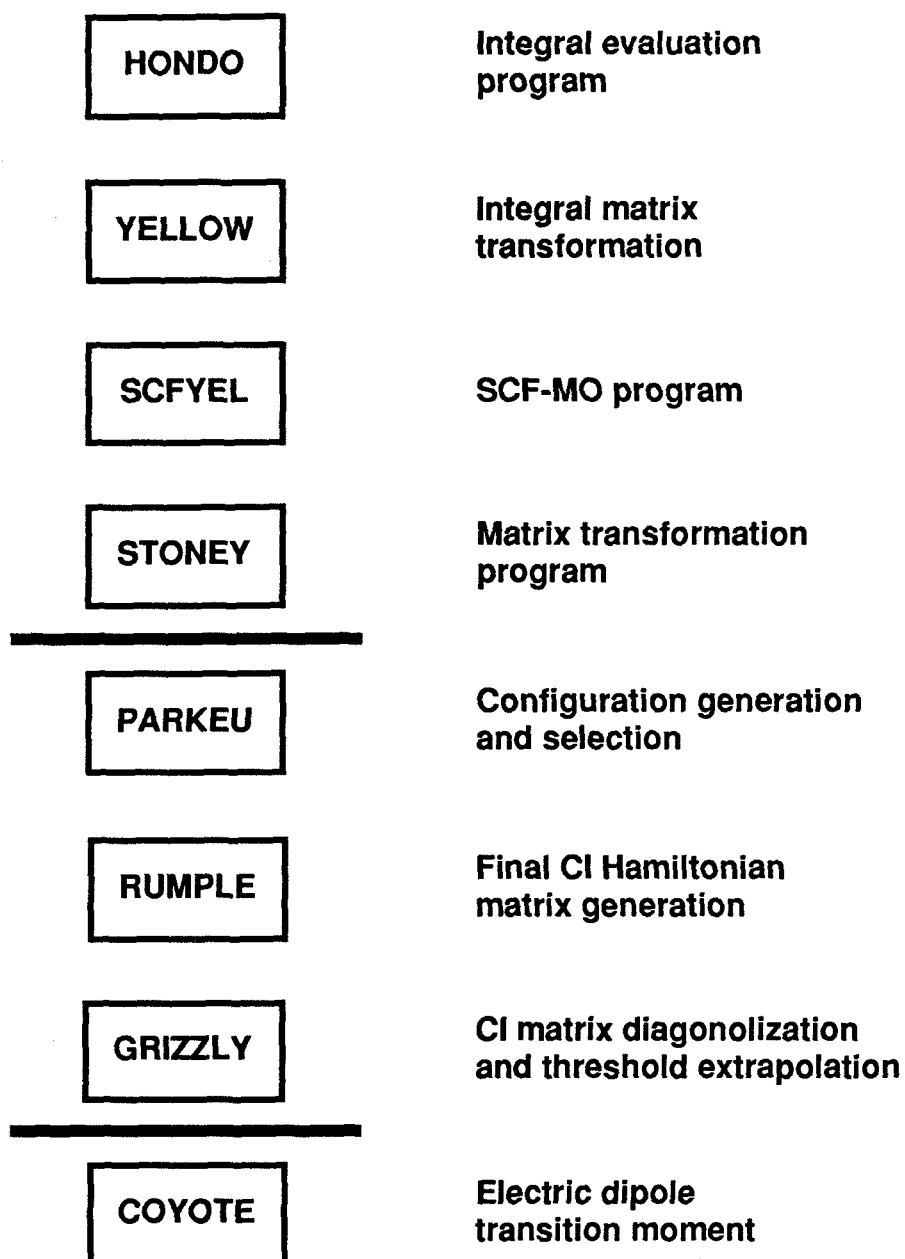 HONDO
Integral evaluation
program
YELLOW
Integral matrix
transformation
SCFYEL
SCF-MO program
STONEY
Matrix transformation
program
PARKEU
Configuration generation
and selection
RUMPLE
Final CI Hamiltonian
matrix generation
GRIZZLY
CI matrix diagonolization
and threshold extrapolation
COYOTE
Electric dipole
transition moment